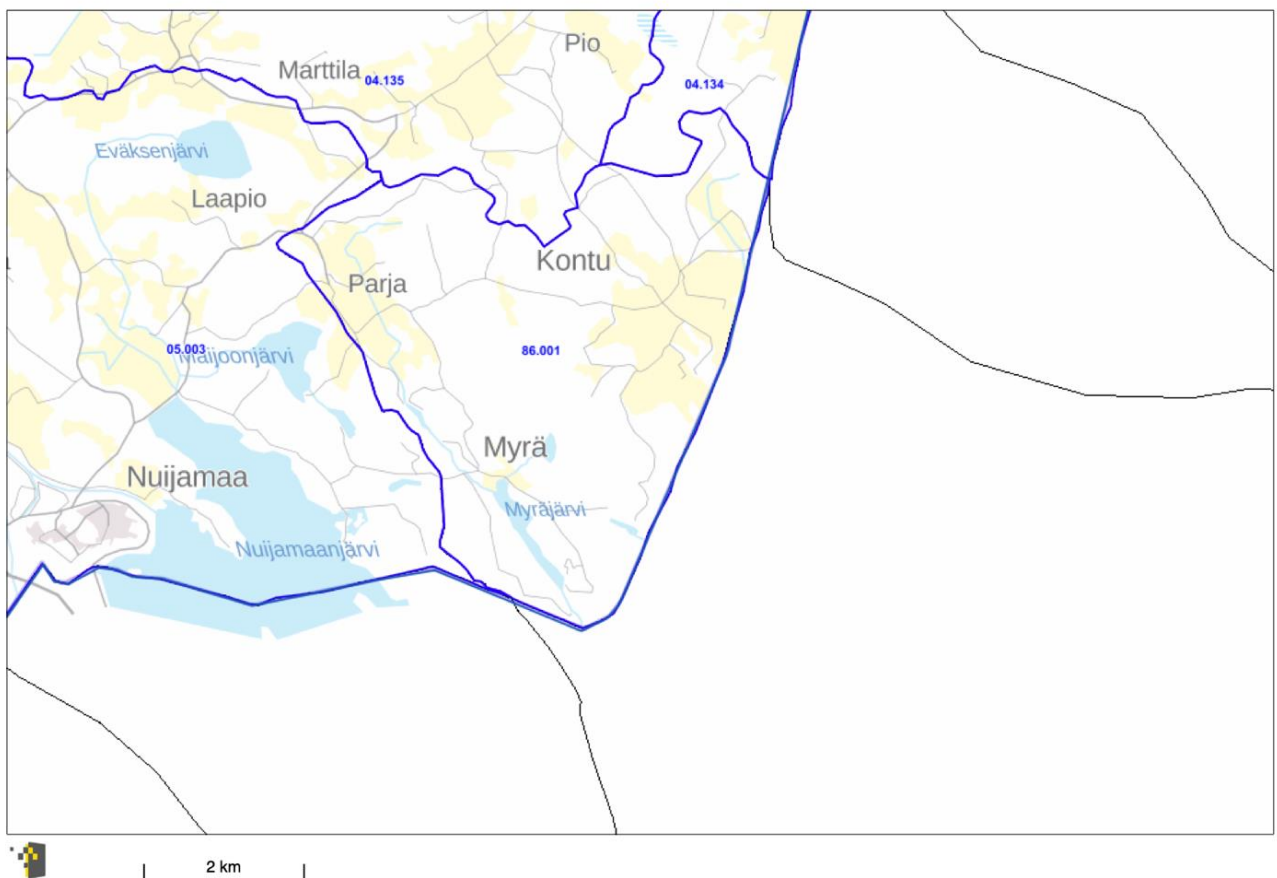 Pio
Marttila
04.135
04.134
Eväksenjärvi
Laapio
Kontu
Parja
05.003
Maijoonjärvi
86.001
Myrä
Nuijamaa
Myräjärvi
Nuijamaanjärvi
2 km